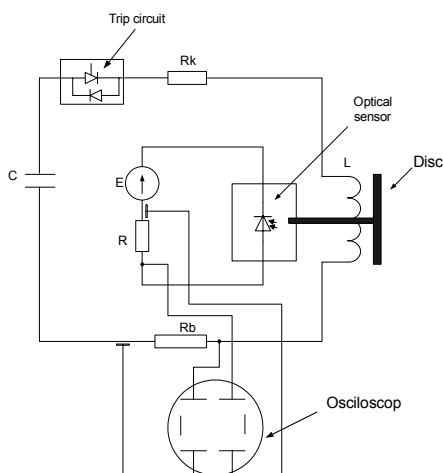 Trip circuit
Rk
Optical
sensor
L
Disc
C
E
R
Rb
Osciloscop